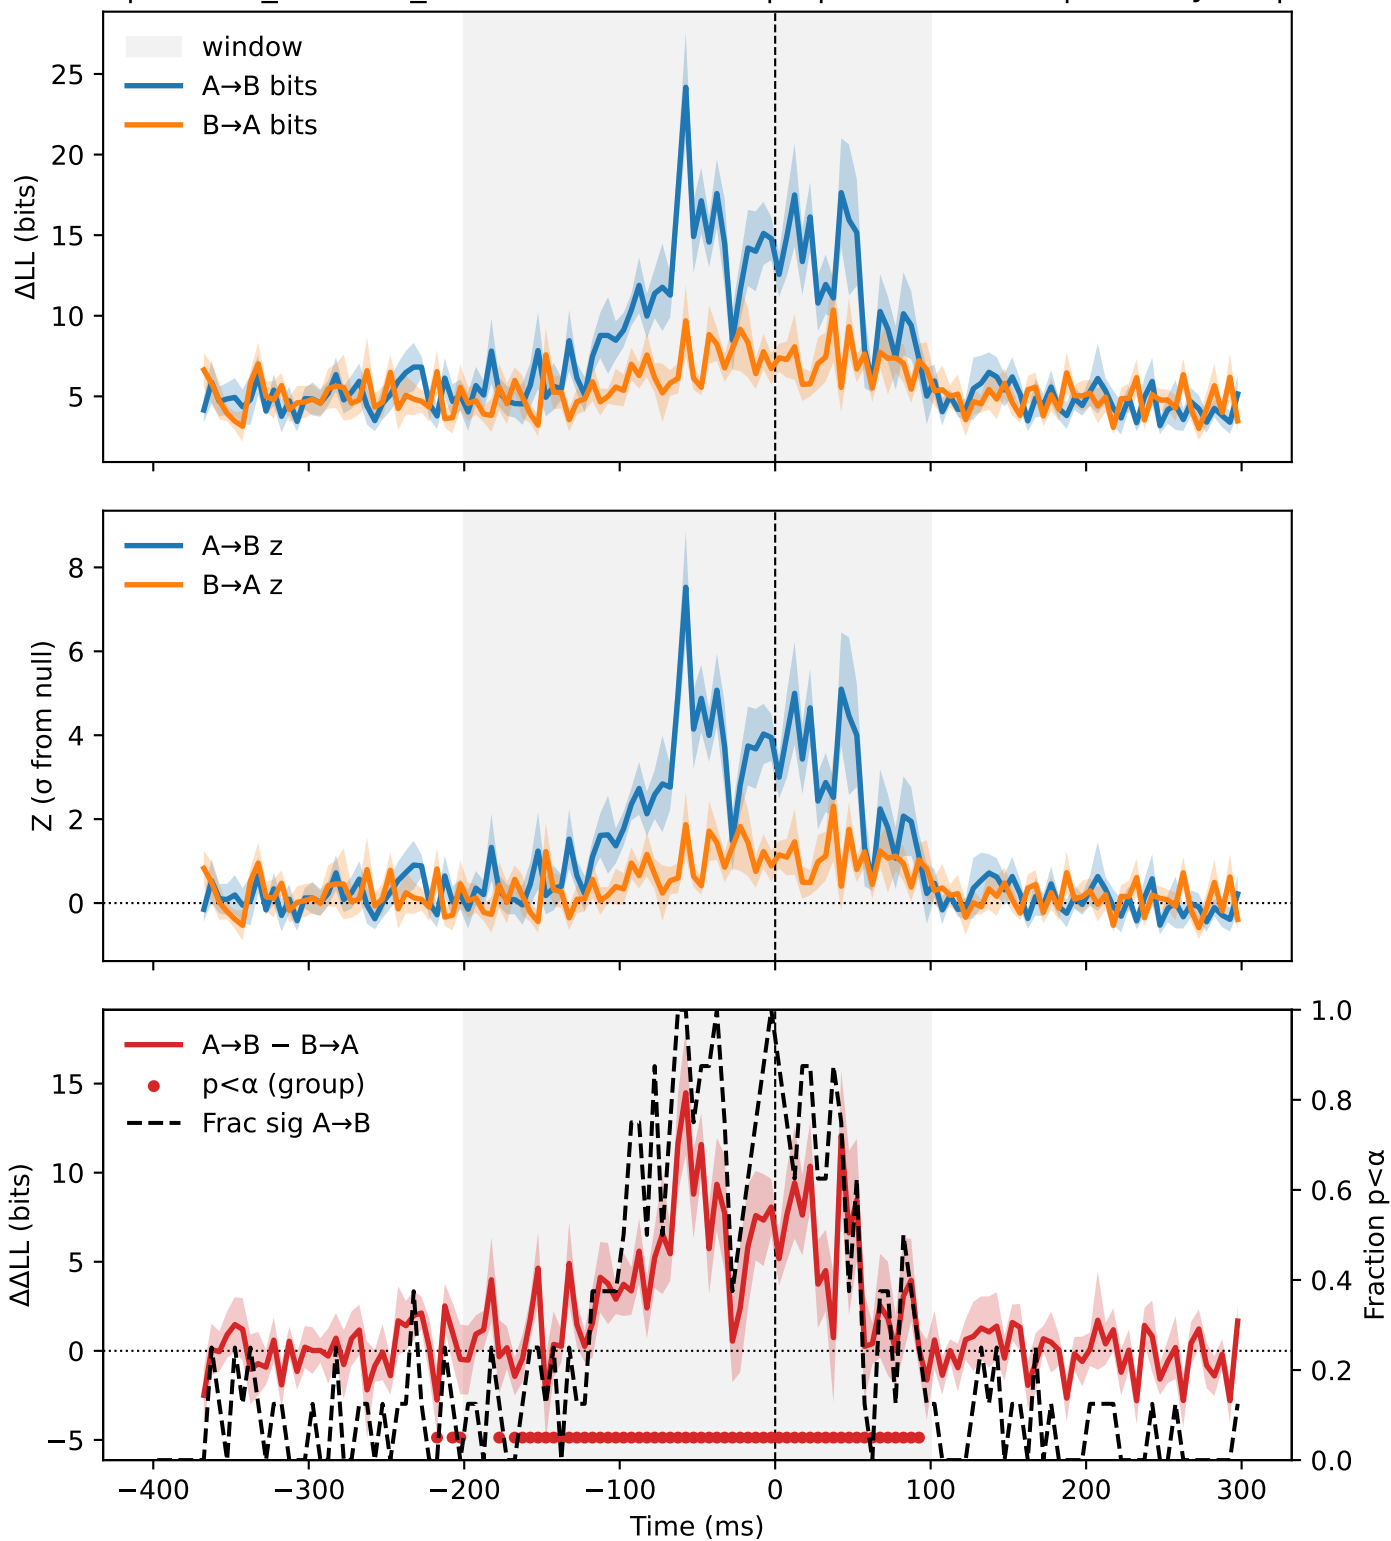 window
A→B bits
B→A bits
25
20
15
10
5
ΔLL (bits)
A→B z
B→A z
8
6
4
2
0
Z (σ from null)
A→B − B→A
p<α (group)
Frac sig A→B
15
10
5
0
−5
ΔΔLL (bits)
1.0
0.8
0.6
0.4
0.2
0.0
Fraction p<α
−400 −300 −200 −100 0 100 200 300
Time (ms)